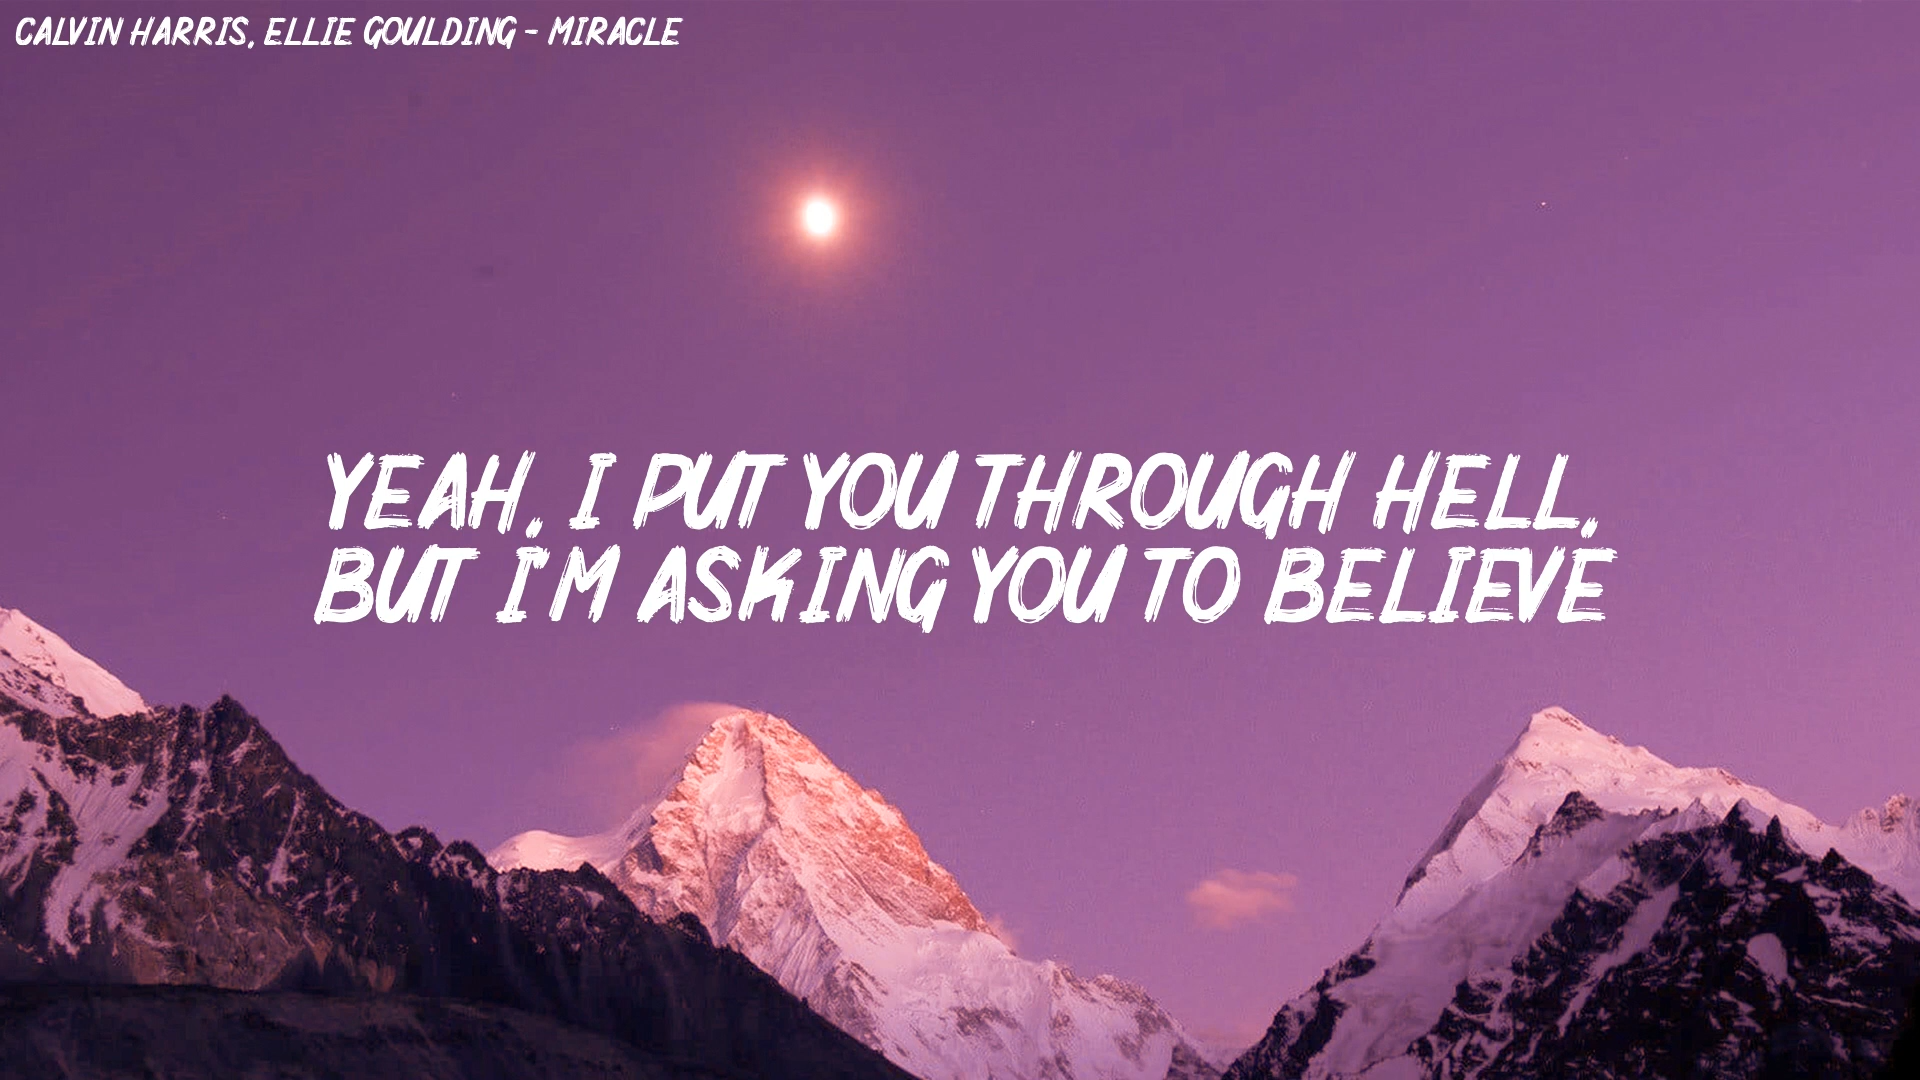 CALVIN HARRIS, ELLIE GOULDING - MIRACLE
YEAH, I PUT YOU THROUGH HELL,
BUT I'M ASKING YOU TO BELIEVE